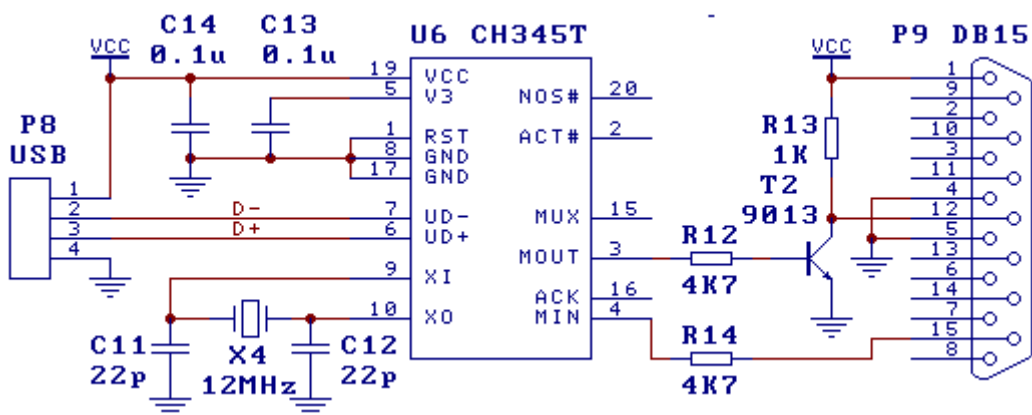 C14
0.1u
C13
0.1u
VCC
P8
USB
1
2
3
4
D-
D+
U6 CH345T
19 VCC
5 V3
1 RST
8 GND
17 GND
7 UD-
6 UD+
9 XI
10 XO
NOS# 20
ACT# 2
MUX 15
MOUT 3
ACK 16
MIN 4
C11
22p
X4
12MHz
C12
22p
R12
4K7
R14
4K7
VCC
R13
1K
T2
9013
P9 DB15
1
9
2
10
3
11
4
12
5
13
6
14
7
15
8